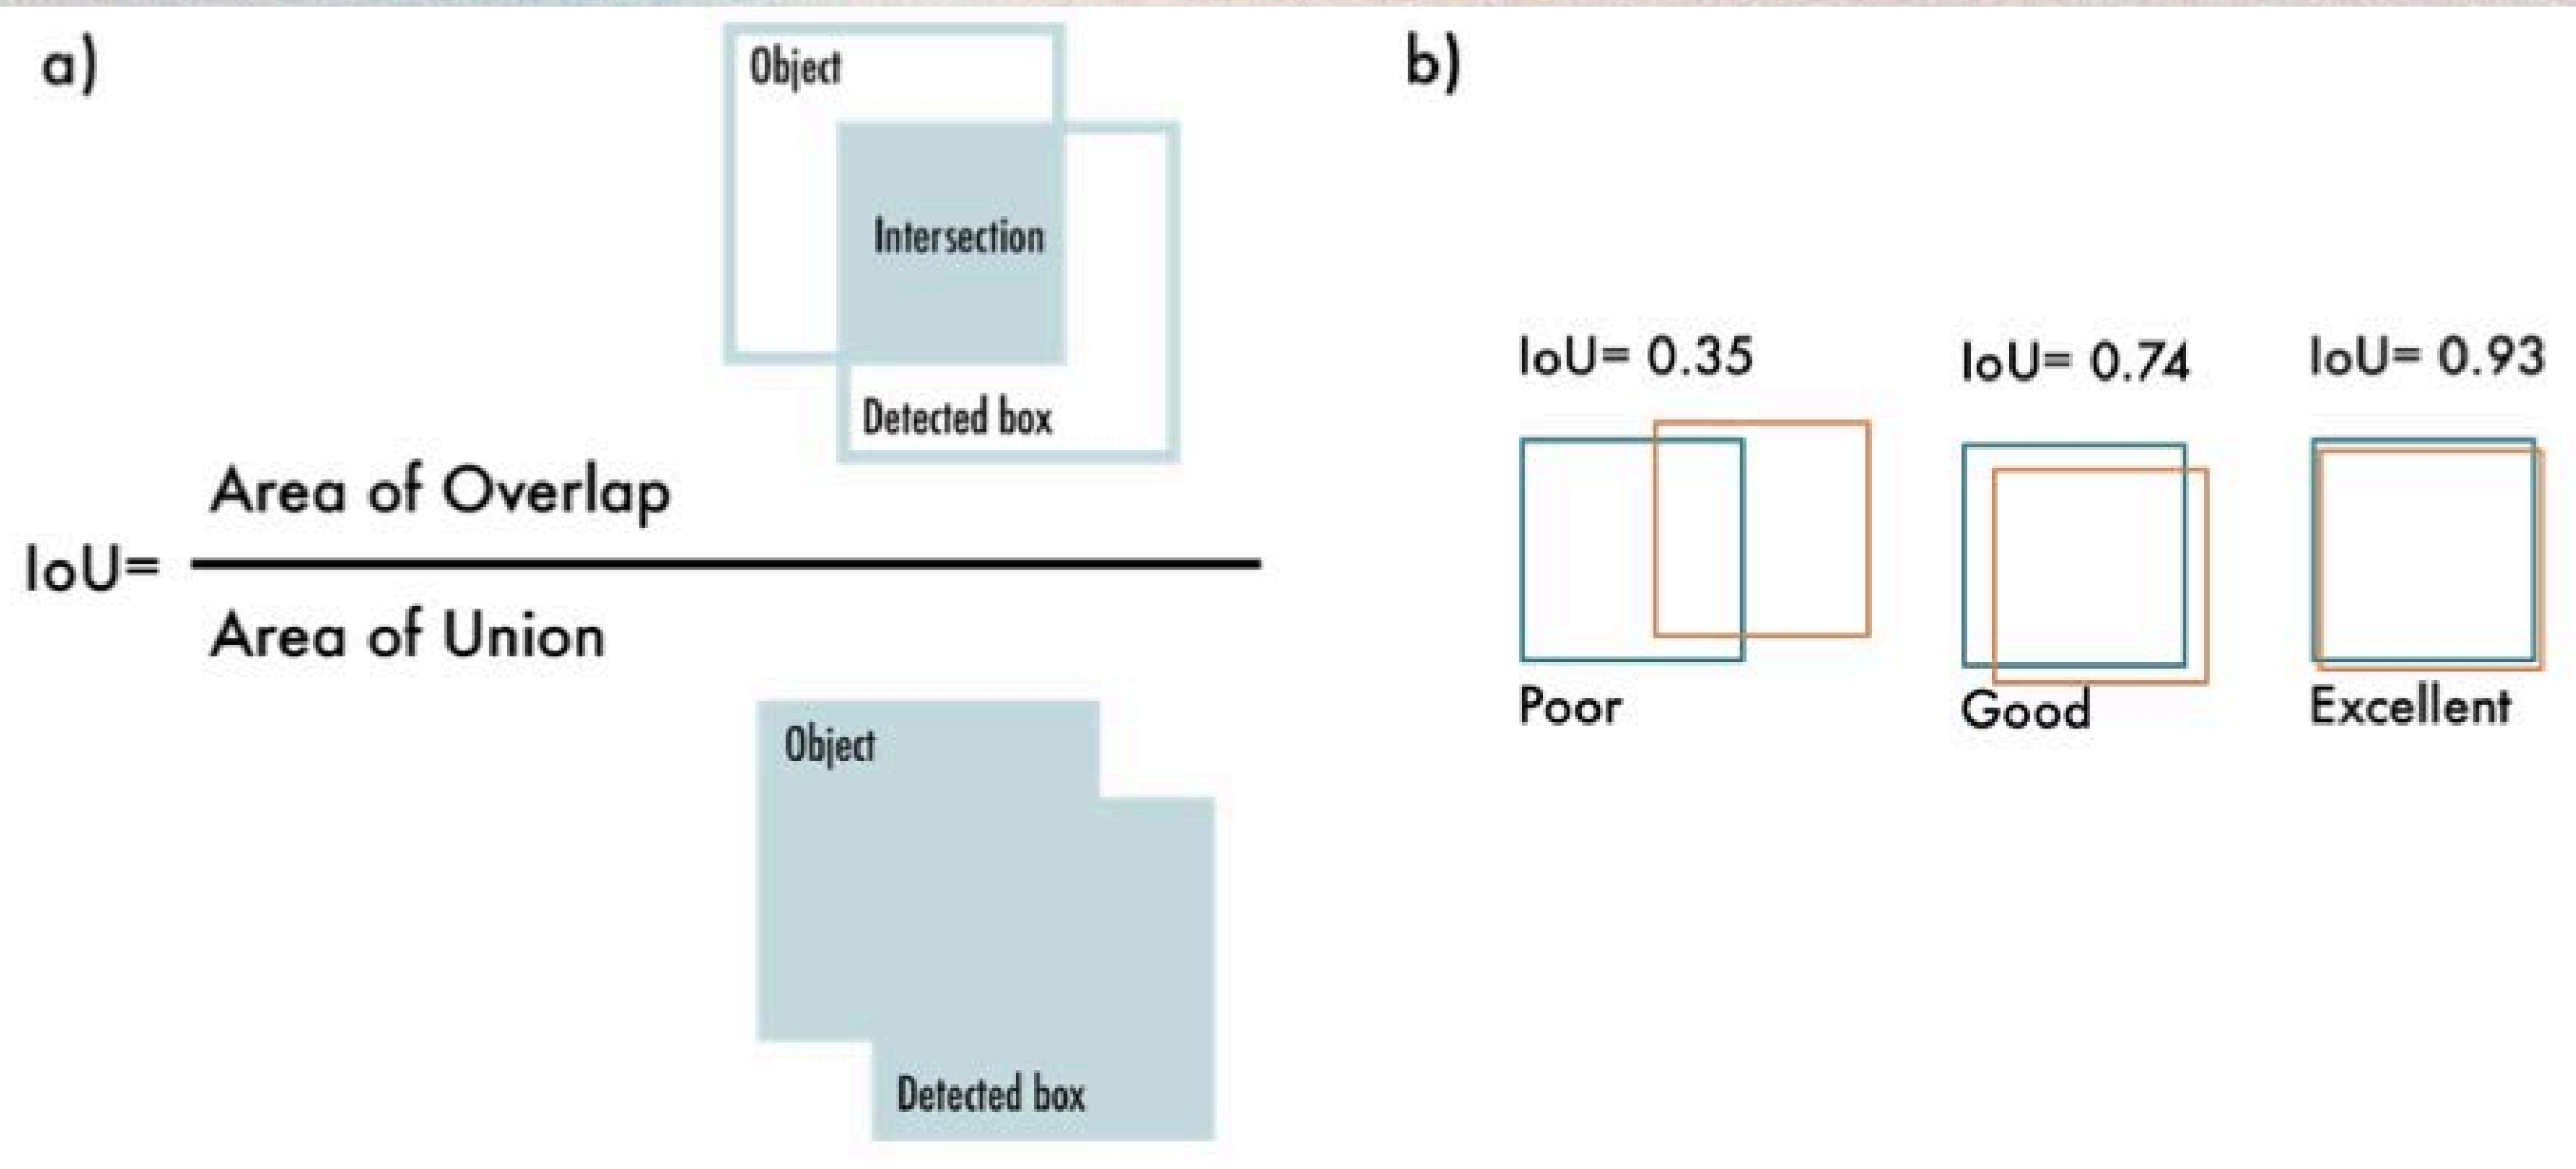 a)
Object
Intersection
Detected box
Area of Overlap
IoU=
Area of Union
Object
Detected box
b)
IoU= 0.35
IoU= 0.74
IoU= 0.93
Poor
Good
Excellent